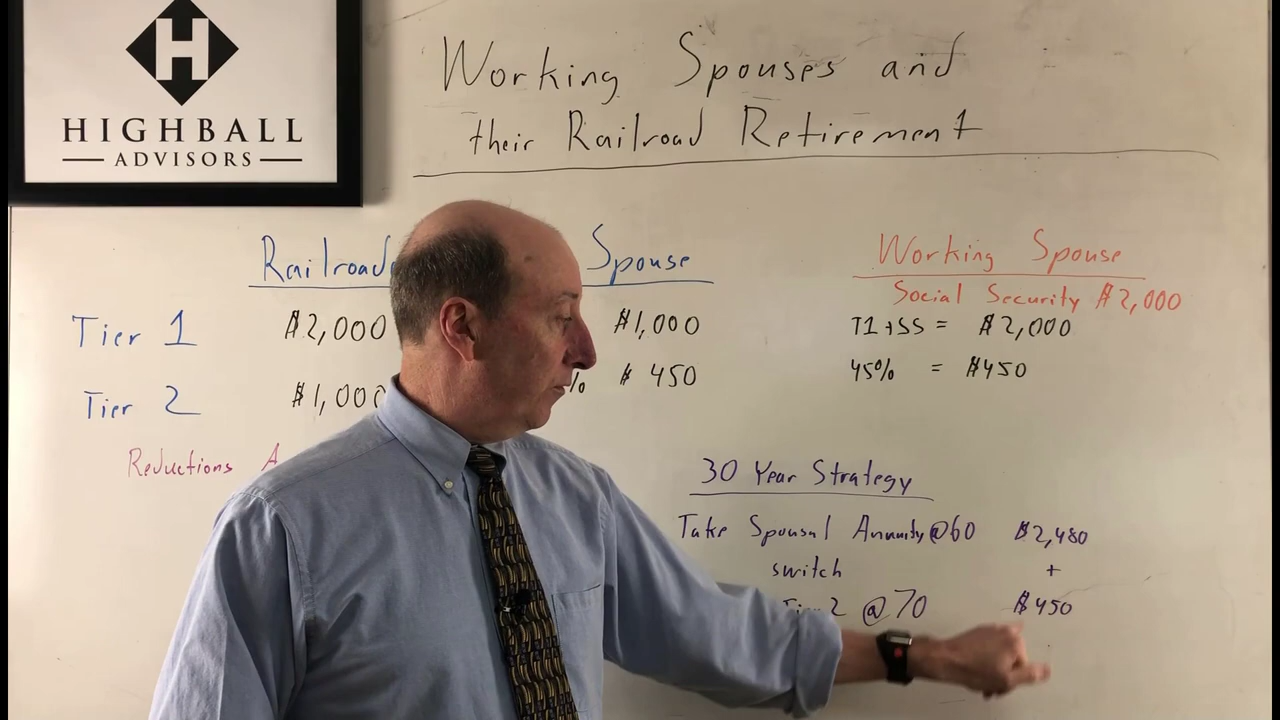 H
HIGHBALL
ADVISORS
Working Spouses and
their Railroad Retirement
Railroad Spouse
Tier 1 $2,000 $1,000
Tier 2 $1,000 % $450
Reductions A
Working Spouse
Social Security $2,000
T1+SS = $2,000
45% = $450
30 Year Strategy
Take Spousal Annuity @60 $2,480
switch +
2 @70 $450